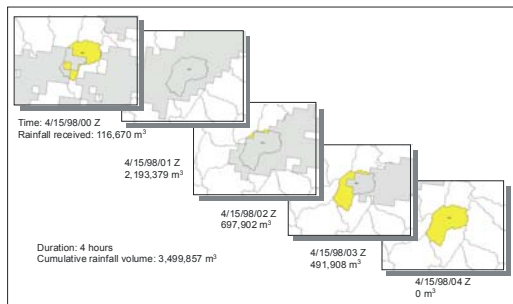 Time: 4/15/98/00 Z
Rainfall received: 116,670 m³
4/15/98/01 Z
2,193,379 m³
4/15/98/02 Z
697,902 m³
4/15/98/03 Z
491,908 m³
4/15/98/04 Z
0 m³
Duration: 4 hours
Cumulative rainfall volume: 3,499,857 m³